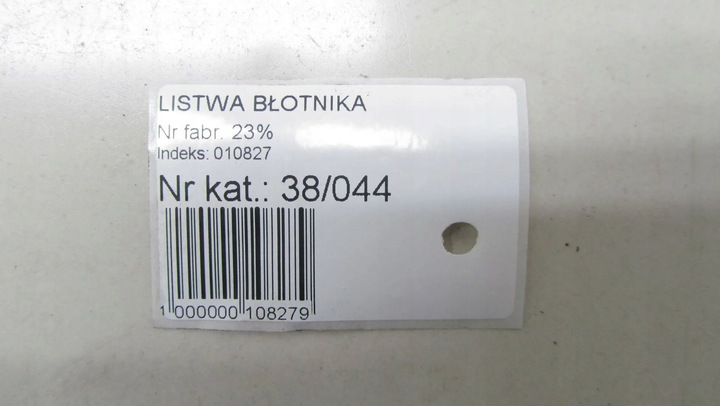 LISTWA BŁOTNIKA
Nr fabr. 23%
Indeks: 010827
Nr kat.: 38/044
1 000000 108279